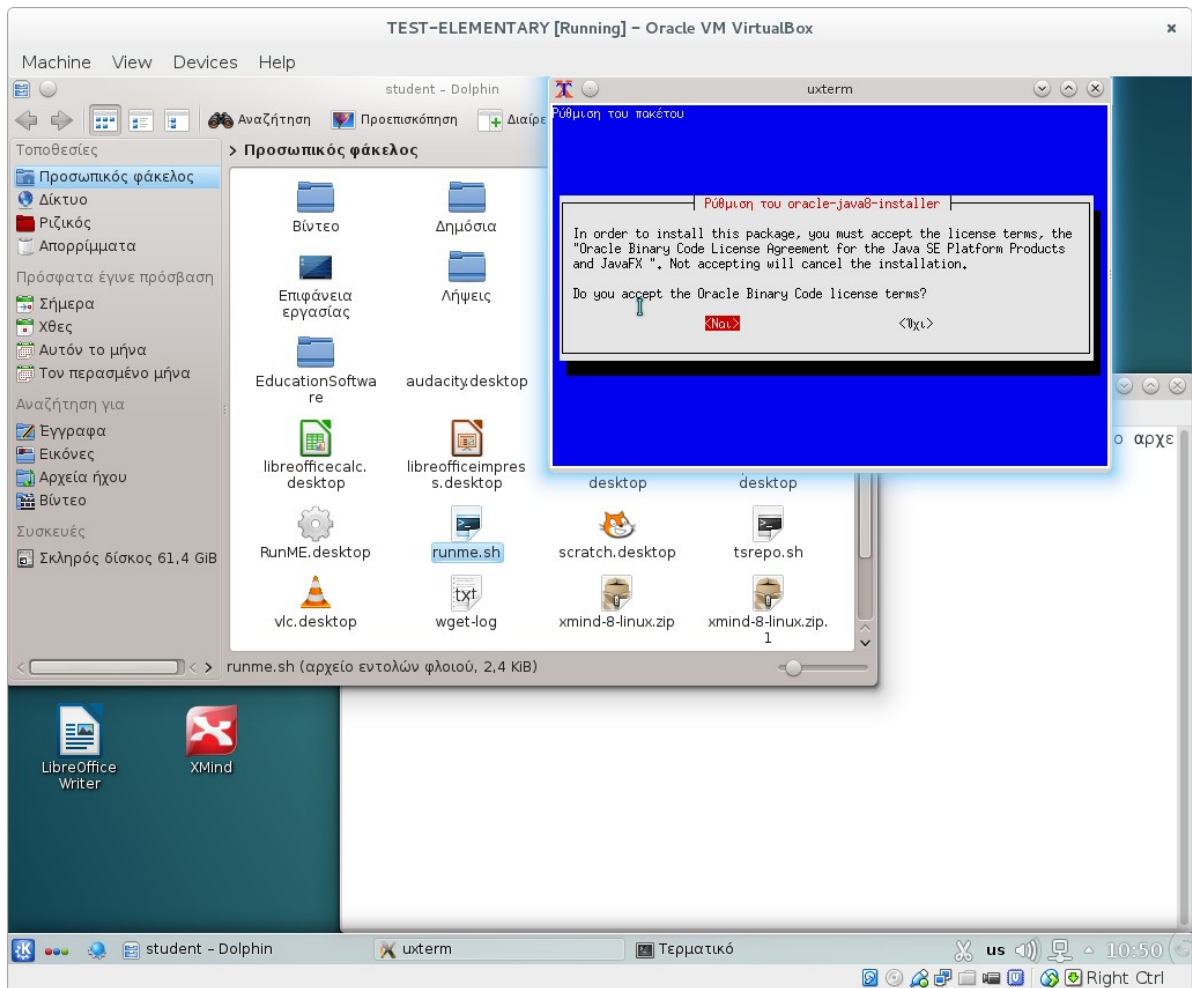 TEST-ELEMENTARY [Running] - Oracle VM VirtualBox
Machine View Devices Help
student - Dolphin
Αναζήτηση Προεπισκόπηση Διαίρε
Τοποθεσίες
Προσωπικός φάκελος
Δίκτυο
Ριζικός
Απορρίμματα
Πρόσφατα έγινε πρόσβαση
Σήμερα
Χθες
Αυτόν το μήνα
Τον περασμένο μήνα
Αναζήτηση για
Έγγραφα
Εικόνες
Αρχεία ήχου
Βίντεο
Συσκευές
Σκληρός δίσκος 61,4 GiB
> Προσωπικός φάκελος
Βίντεο
Δημόσια
Επιφάνεια
εργασίας
Λήψεις
EducationSoftwa
re
audacity.desktop
libreofficecalc.
desktop
libreofficeimpres
s.desktop
desktop
desktop
RunME.desktop
runme.sh
scratch.desktop
tsrepo.sh
vlc.desktop
txt
wget-log
xmind-8-linux.zip
xmind-8-linux.zip.
1
runme.sh (αρχείο εντολών φλοιού, 2,4 KiB)
uxterm
Ρύθμιση του πακέτου
Ρύθμιση του oracle-java8-installer
In order to install this package, you must accept the license terms, the
"Oracle Binary Code License Agreement for the Java SE Platform Products
and JavaFX ". Not accepting will cancel the installation.
Do you accept the Oracle Binary Code license terms?
<Ναι> <Όχι>
ο αρχε
LibreOffice
Writer
XMind
student - Dolphin
uxterm
Τερματικό
us
10:50
Right Ctrl